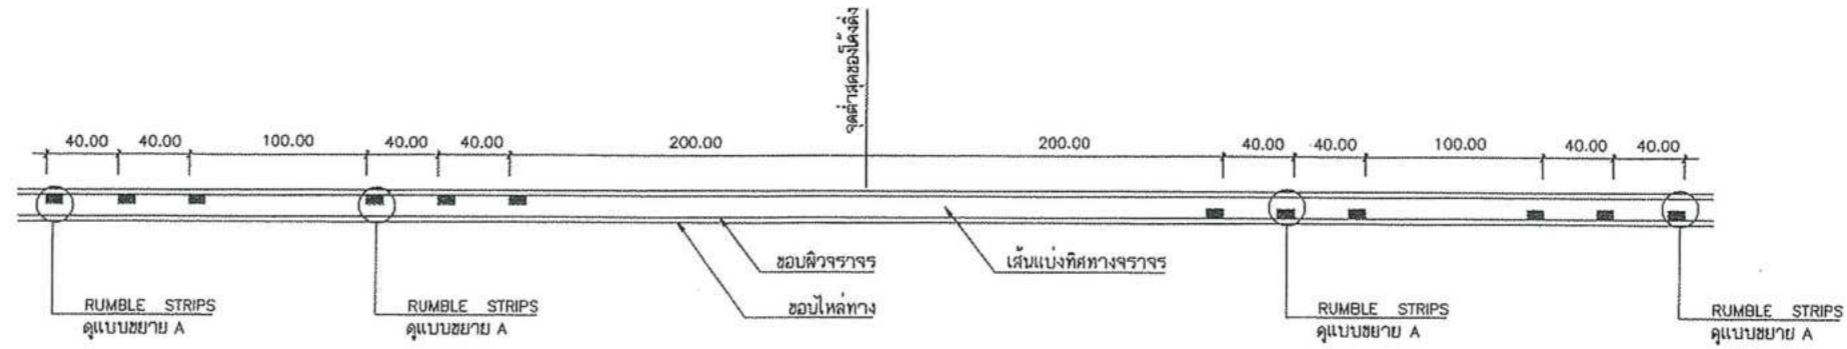 จุดต่ำสุดของโค้งดิ่ง
40.00 40.00 100.00 40.00 40.00 200.00 200.00 40.00 40.00 100.00 40.00 40.00
ขอบผิวจราจร
เส้นแบ่งทิศทางจราจร
ขอบไหล่ทาง
RUMBLE STRIPS
ดูแบบขยาย A
RUMBLE STRIPS
ดูแบบขยาย A
RUMBLE STRIPS
ดูแบบขยาย A
RUMBLE STRIPS
ดูแบบขยาย A